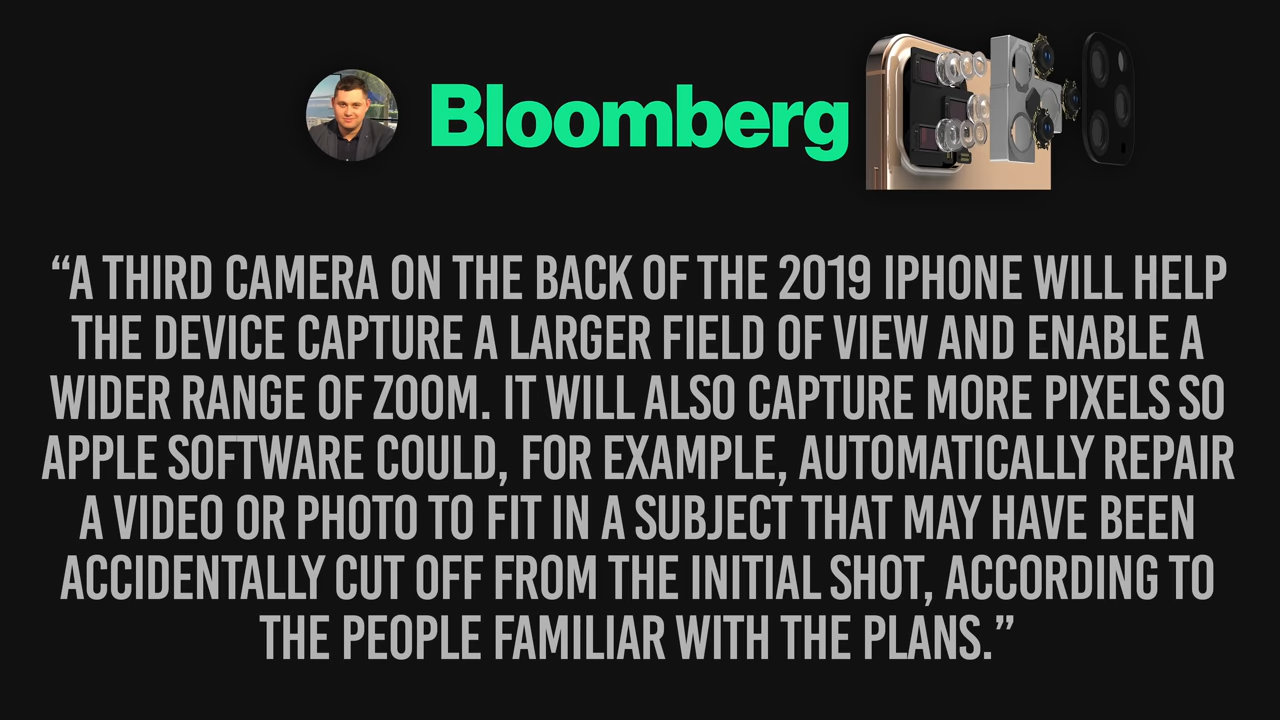 Bloomberg
“A THIRD CAMERA ON THE BACK OF THE 2019 IPHONE WILL HELP
THE DEVICE CAPTURE A LARGER FIELD OF VIEW AND ENABLE A
WIDER RANGE OF ZOOM. IT WILL ALSO CAPTURE MORE PIXELS SO
APPLE SOFTWARE COULD, FOR EXAMPLE, AUTOMATICALLY REPAIR
A VIDEO OR PHOTO TO FIT IN A SUBJECT THAT MAY HAVE BEEN
ACCIDENTALLY CUT OFF FROM THE INITIAL SHOT, ACCORDING TO
THE PEOPLE FAMILIAR WITH THE PLANS.”